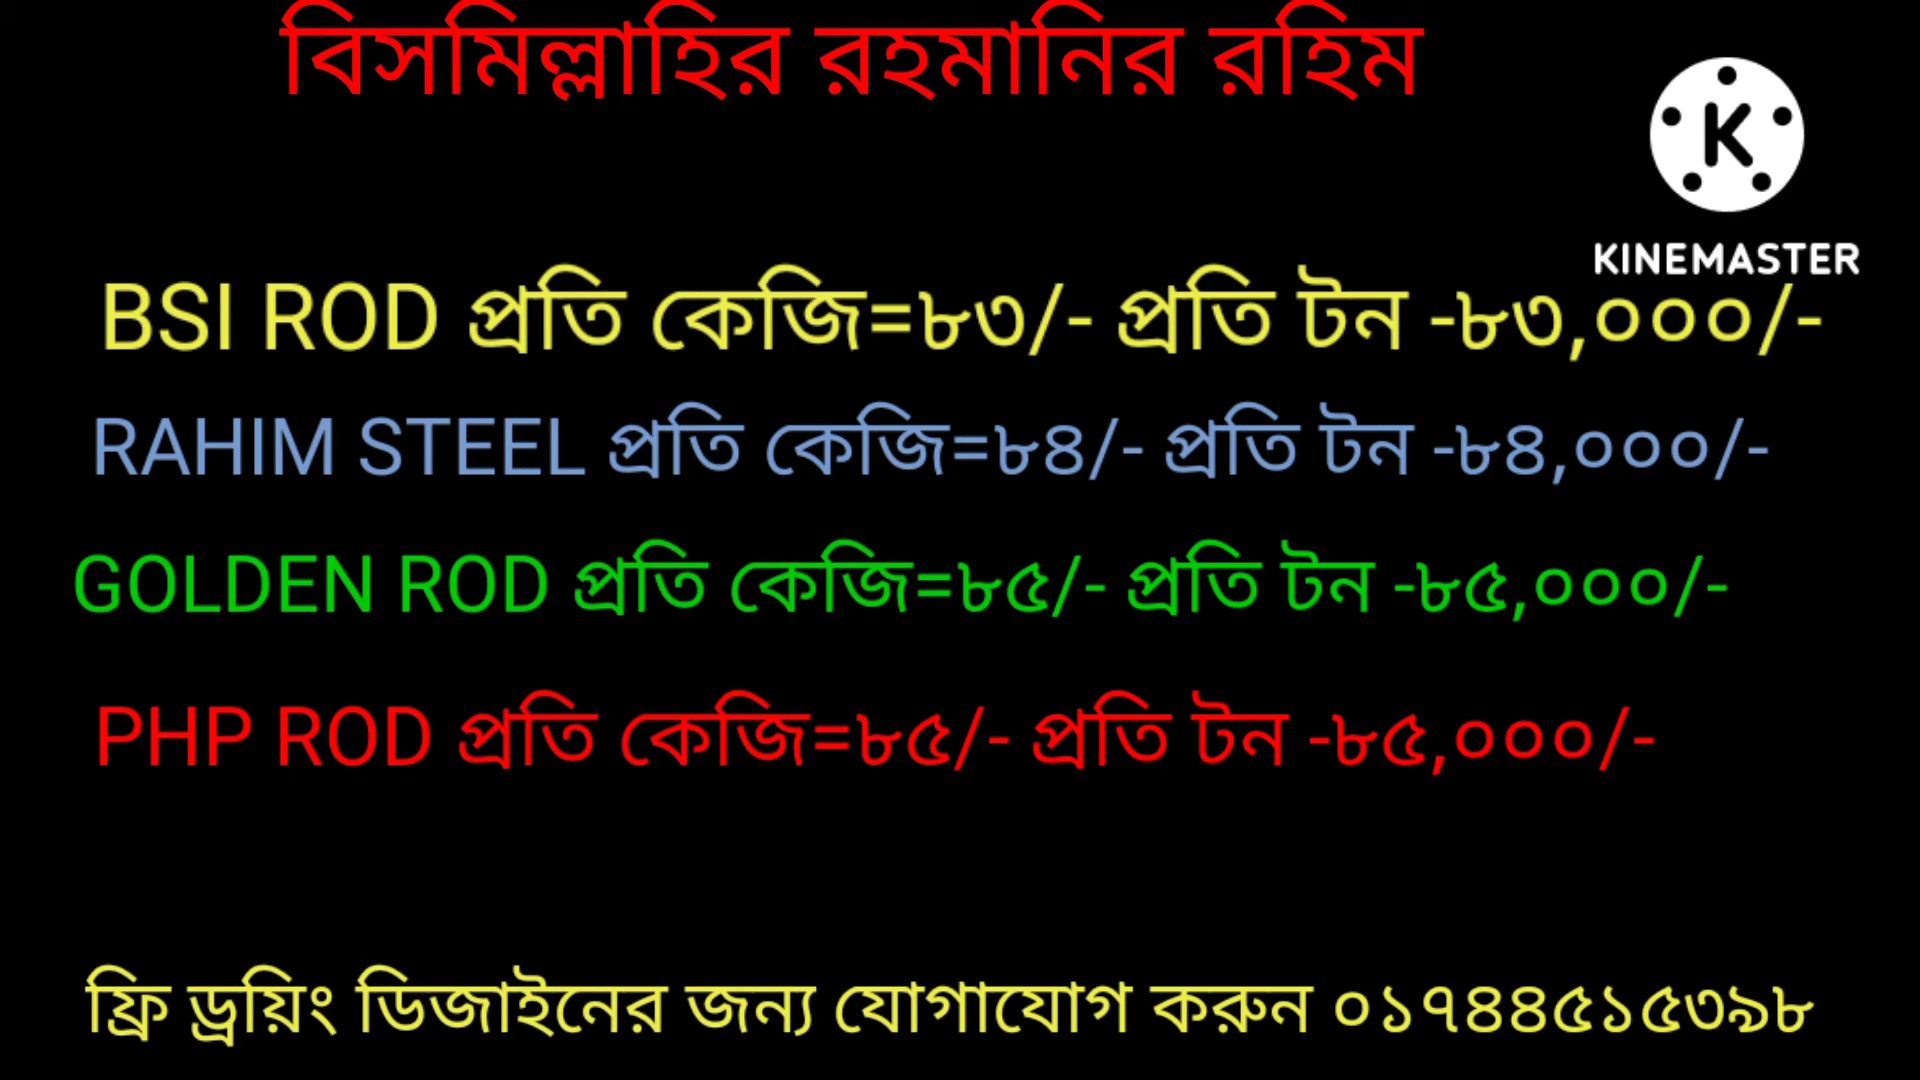 বিসমিল্লাহির রহমানির রহিম
K
KINEMASTER
BSI ROD প্রতি কেজি=৮৩/- প্রতি টন -৮৩,০০০/-
RAHIM STEEL প্রতি কেজি=৮৪/- প্রতি টন -৮৪,০০০/-
GOLDEN ROD প্রতি কেজি=৮৫/- প্রতি টন -৮৫,০০০/-
PHP ROD প্রতি কেজি=৮৫/- প্রতি টন -৮৫,০০০/-
ফ্রি ড্রয়িং ডিজাইনের জন্য যোগাযোগ করুন ০১৭৪৪৫১৫৩৯৮